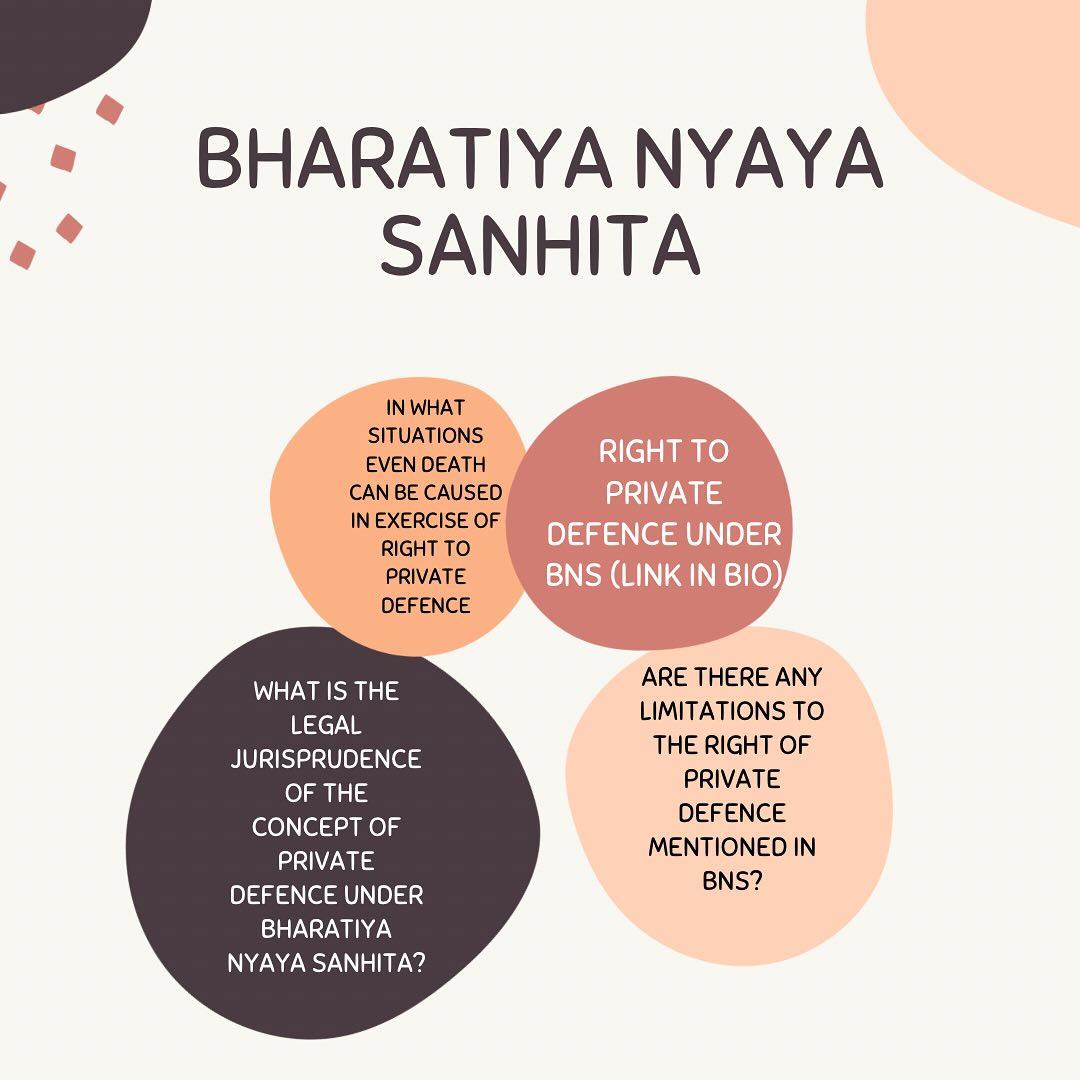 BHARATIYA NYAYA
SANHITA
IN WHAT
SITUATIONS
EVEN DEATH
CAN BE CAUSED
IN EXERCISE OF
RIGHT TO
PRIVATE
DEFENCE
RIGHT TO
PRIVATE
DEFENCE UNDER
BNS (LINK IN BIO)
WHAT IS THE
LEGAL
JURISPRUDENCE
OF THE
CONCEPT OF
PRIVATE
DEFENCE UNDER
BHARATIYA
NYAYA SANHITA?
ARE THERE ANY
LIMITATIONS TO
THE RIGHT OF
PRIVATE
DEFENCE
MENTIONED IN
BNS?